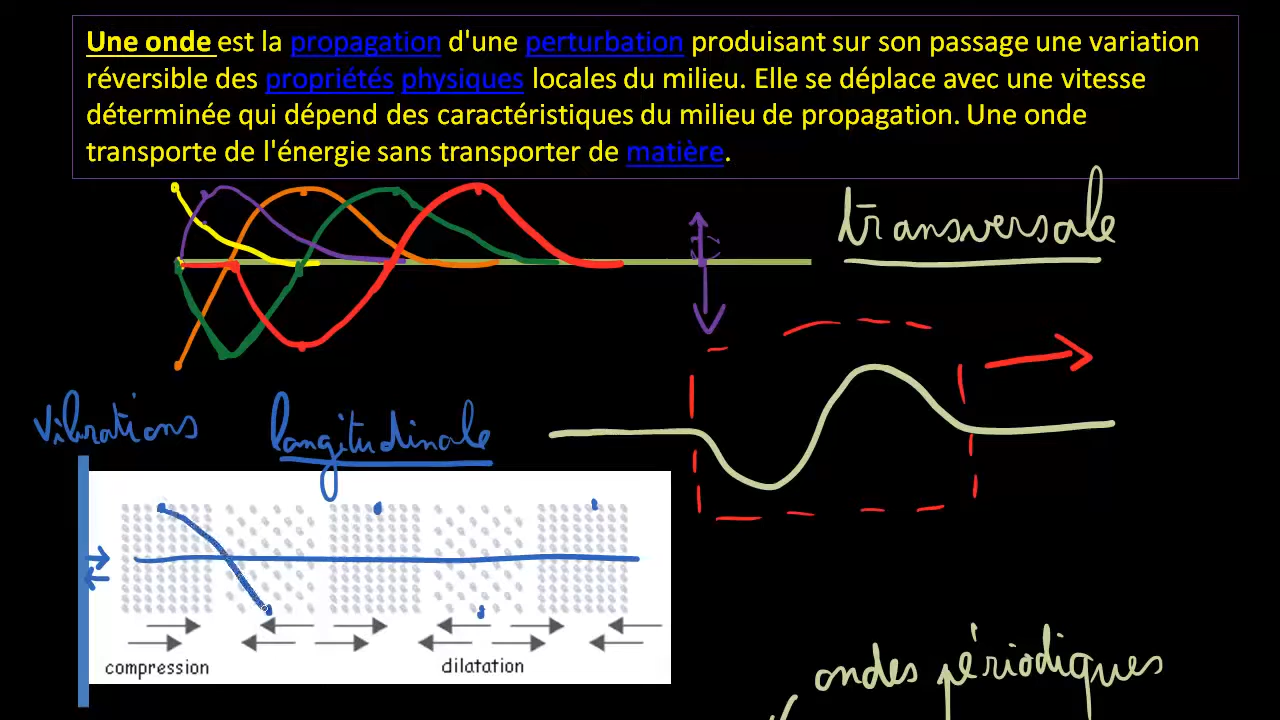 Une onde est la propagation d'une perturbation produisant sur son passage une variation
réversible des propriétés physiques locales du milieu. Elle se déplace avec une vitesse
déterminée qui dépend des caractéristiques du milieu de propagation. Une onde
transporte de l'énergie sans transporter de matière.
transversale
vibrations
longitudinale
compression
dilatation
ondes périodiques